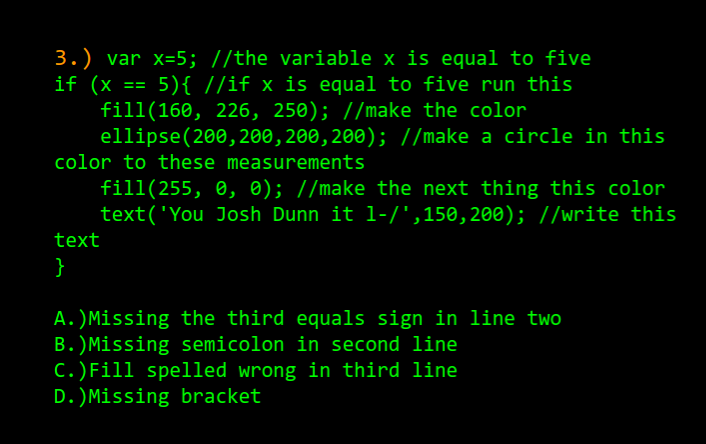 3.) var x=5; //the variable x is equal to five
if (x == 5){ //if x is equal to five run this
    fill(160, 226, 250); //make the color
    ellipse(200,200,200,200); //make a circle in this
color to these measurements
    fill(255, 0, 0); //make the next thing this color
    text('You Josh Dunn it l-/',150,200); //write this
text
}

A.)Missing the third equals sign in line two
B.)Missing semicolon in second line
C.)Fill spelled wrong in third line
D.)Missing bracket